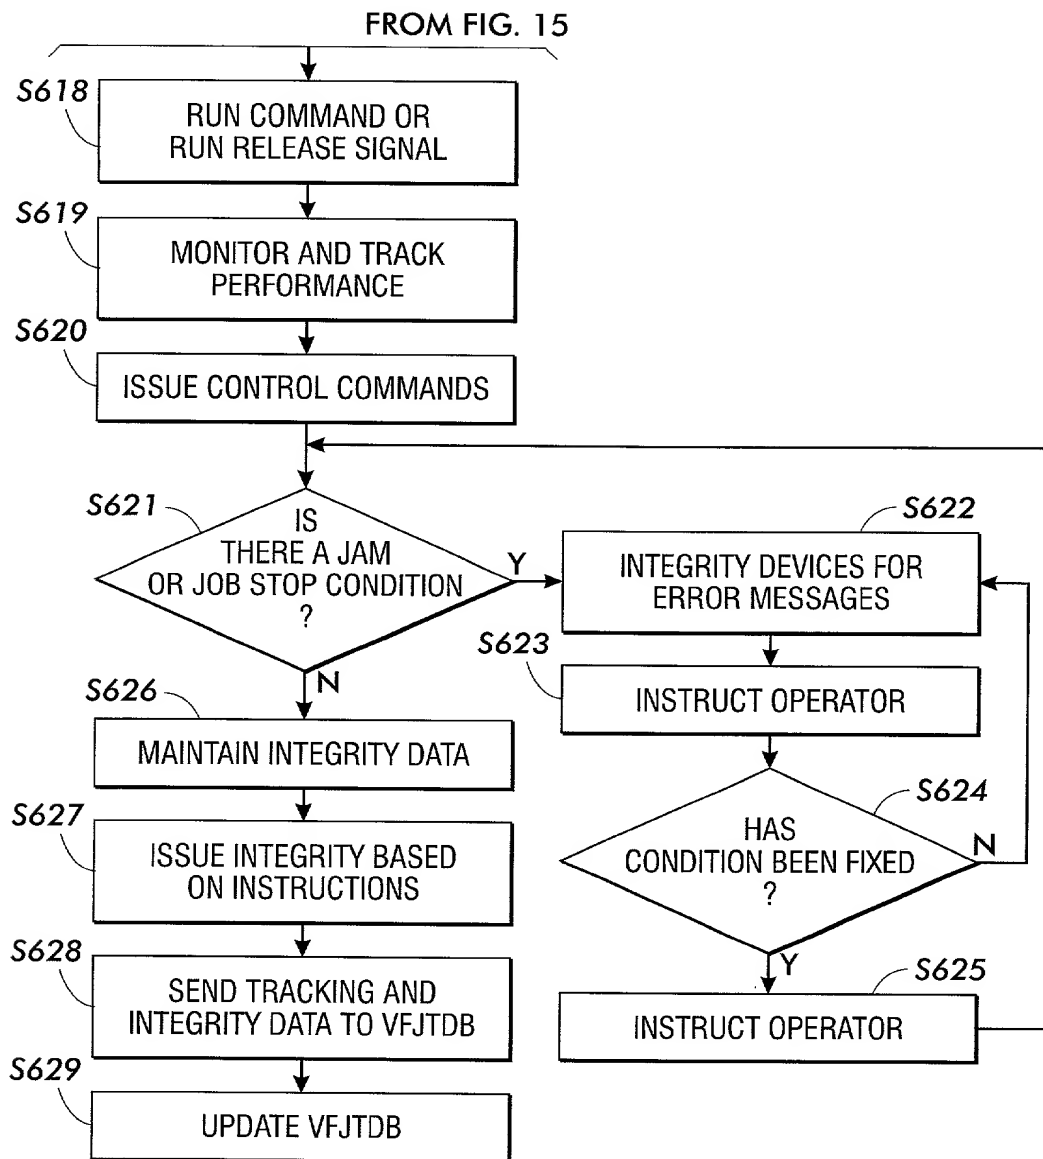 FROM FIG. 15
S618
RUN COMMAND OR
RUN RELEASE SIGNAL
S619
MONITOR AND TRACK
PERFORMANCE
S620
ISSUE CONTROL COMMANDS
S621
IS
THERE A JAM
OR JOB STOP CONDITION
?
Y
N
S622
INTEGRITY DEVICES FOR
ERROR MESSAGES
S623
INSTRUCT OPERATOR
S624
HAS
CONDITION BEEN FIXED
?
N
Y
S625
INSTRUCT OPERATOR
S626
MAINTAIN INTEGRITY DATA
S627
ISSUE INTEGRITY BASED
ON INSTRUCTIONS
S628
SEND TRACKING AND
INTEGRITY DATA TO VFJTDB
S629
UPDATE VFJTDB